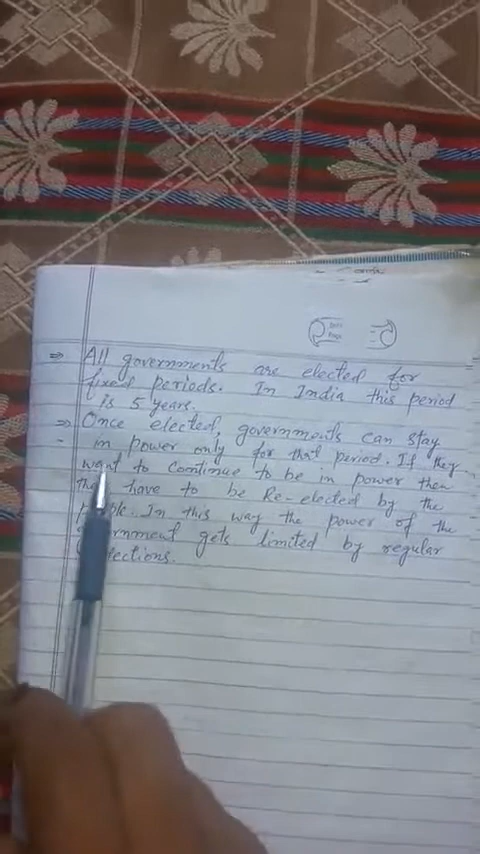 ⇒ All governments are elected for
fixed periods. In India this period
is 5 years.
⇒ Once elected, governments can stay
- in power only for that period. If they
want to continue to be in power then
have to be Re-elected by the
In this way the power of the
gets limited by regular